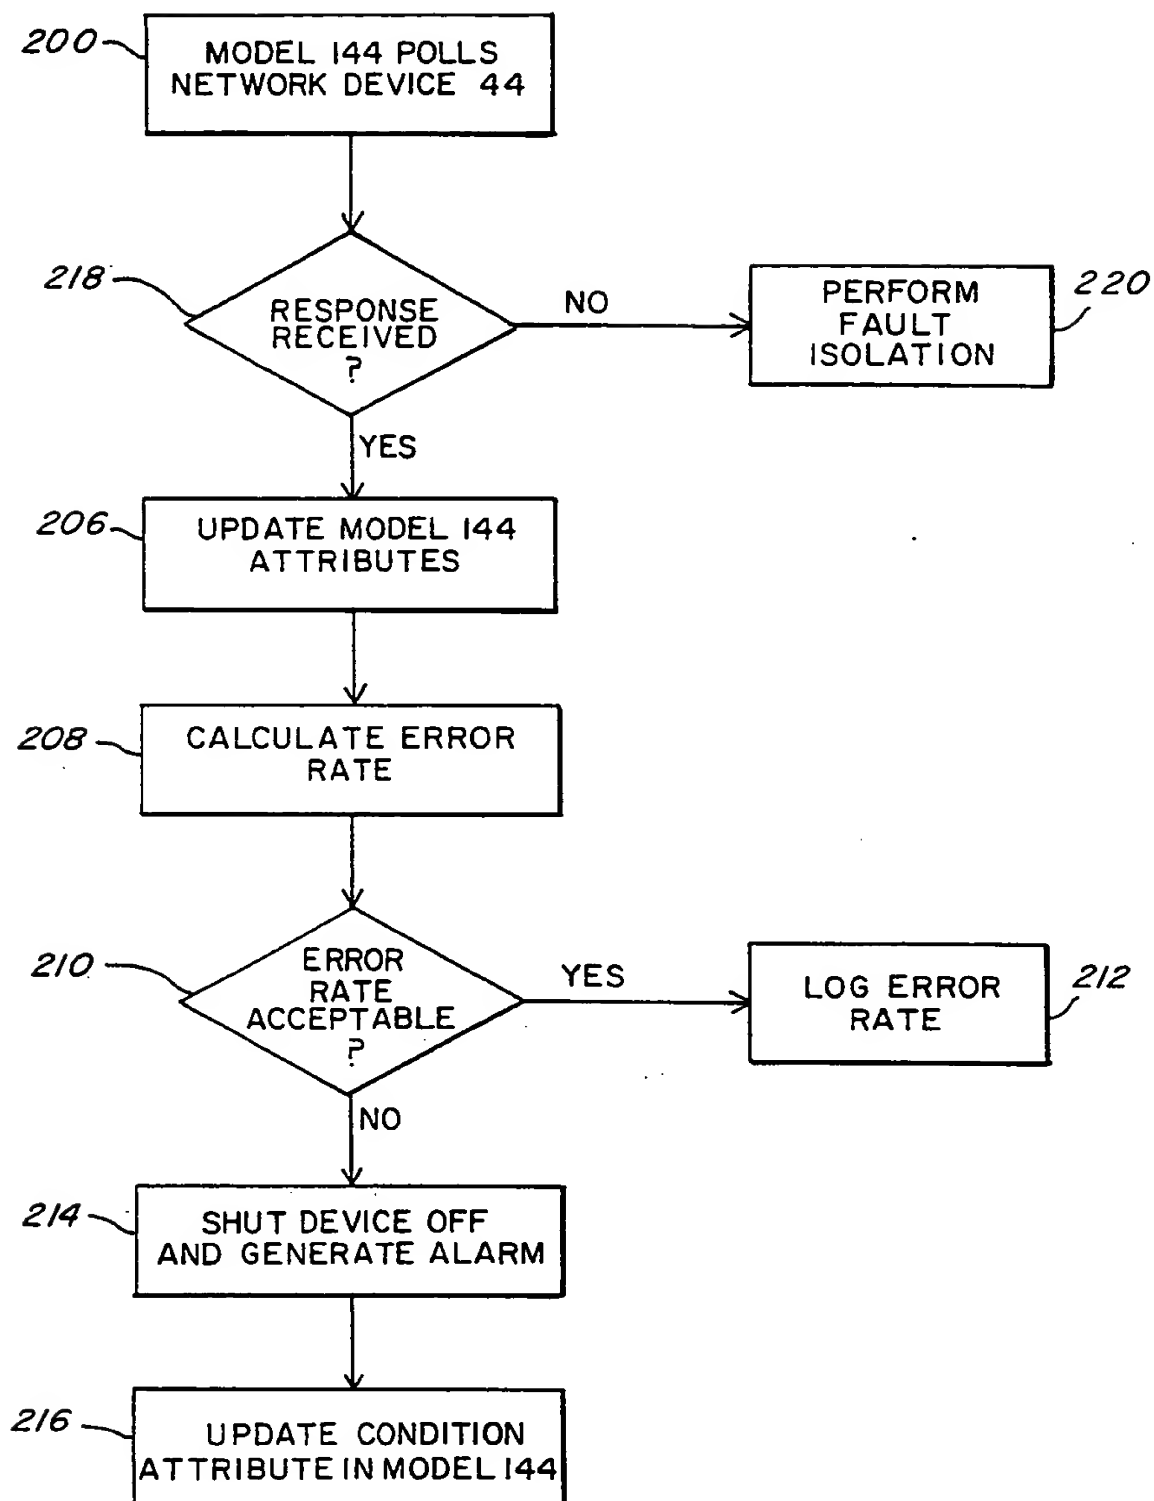 200
MODEL 144 POLLS
NETWORK DEVICE 44
218
RESPONSE
RECEIVED
?
NO
PERFORM
FAULT
ISOLATION
220
YES
206
UPDATE MODEL 144
ATTRIBUTES
208
CALCULATE ERROR
RATE
210
ERROR
RATE
ACCEPTABLE
?
YES
LOG ERROR
RATE
212
NO
214
SHUT DEVICE OFF
AND GENERATE ALARM
216
UPDATE CONDITION
ATTRIBUTE IN MODEL 144